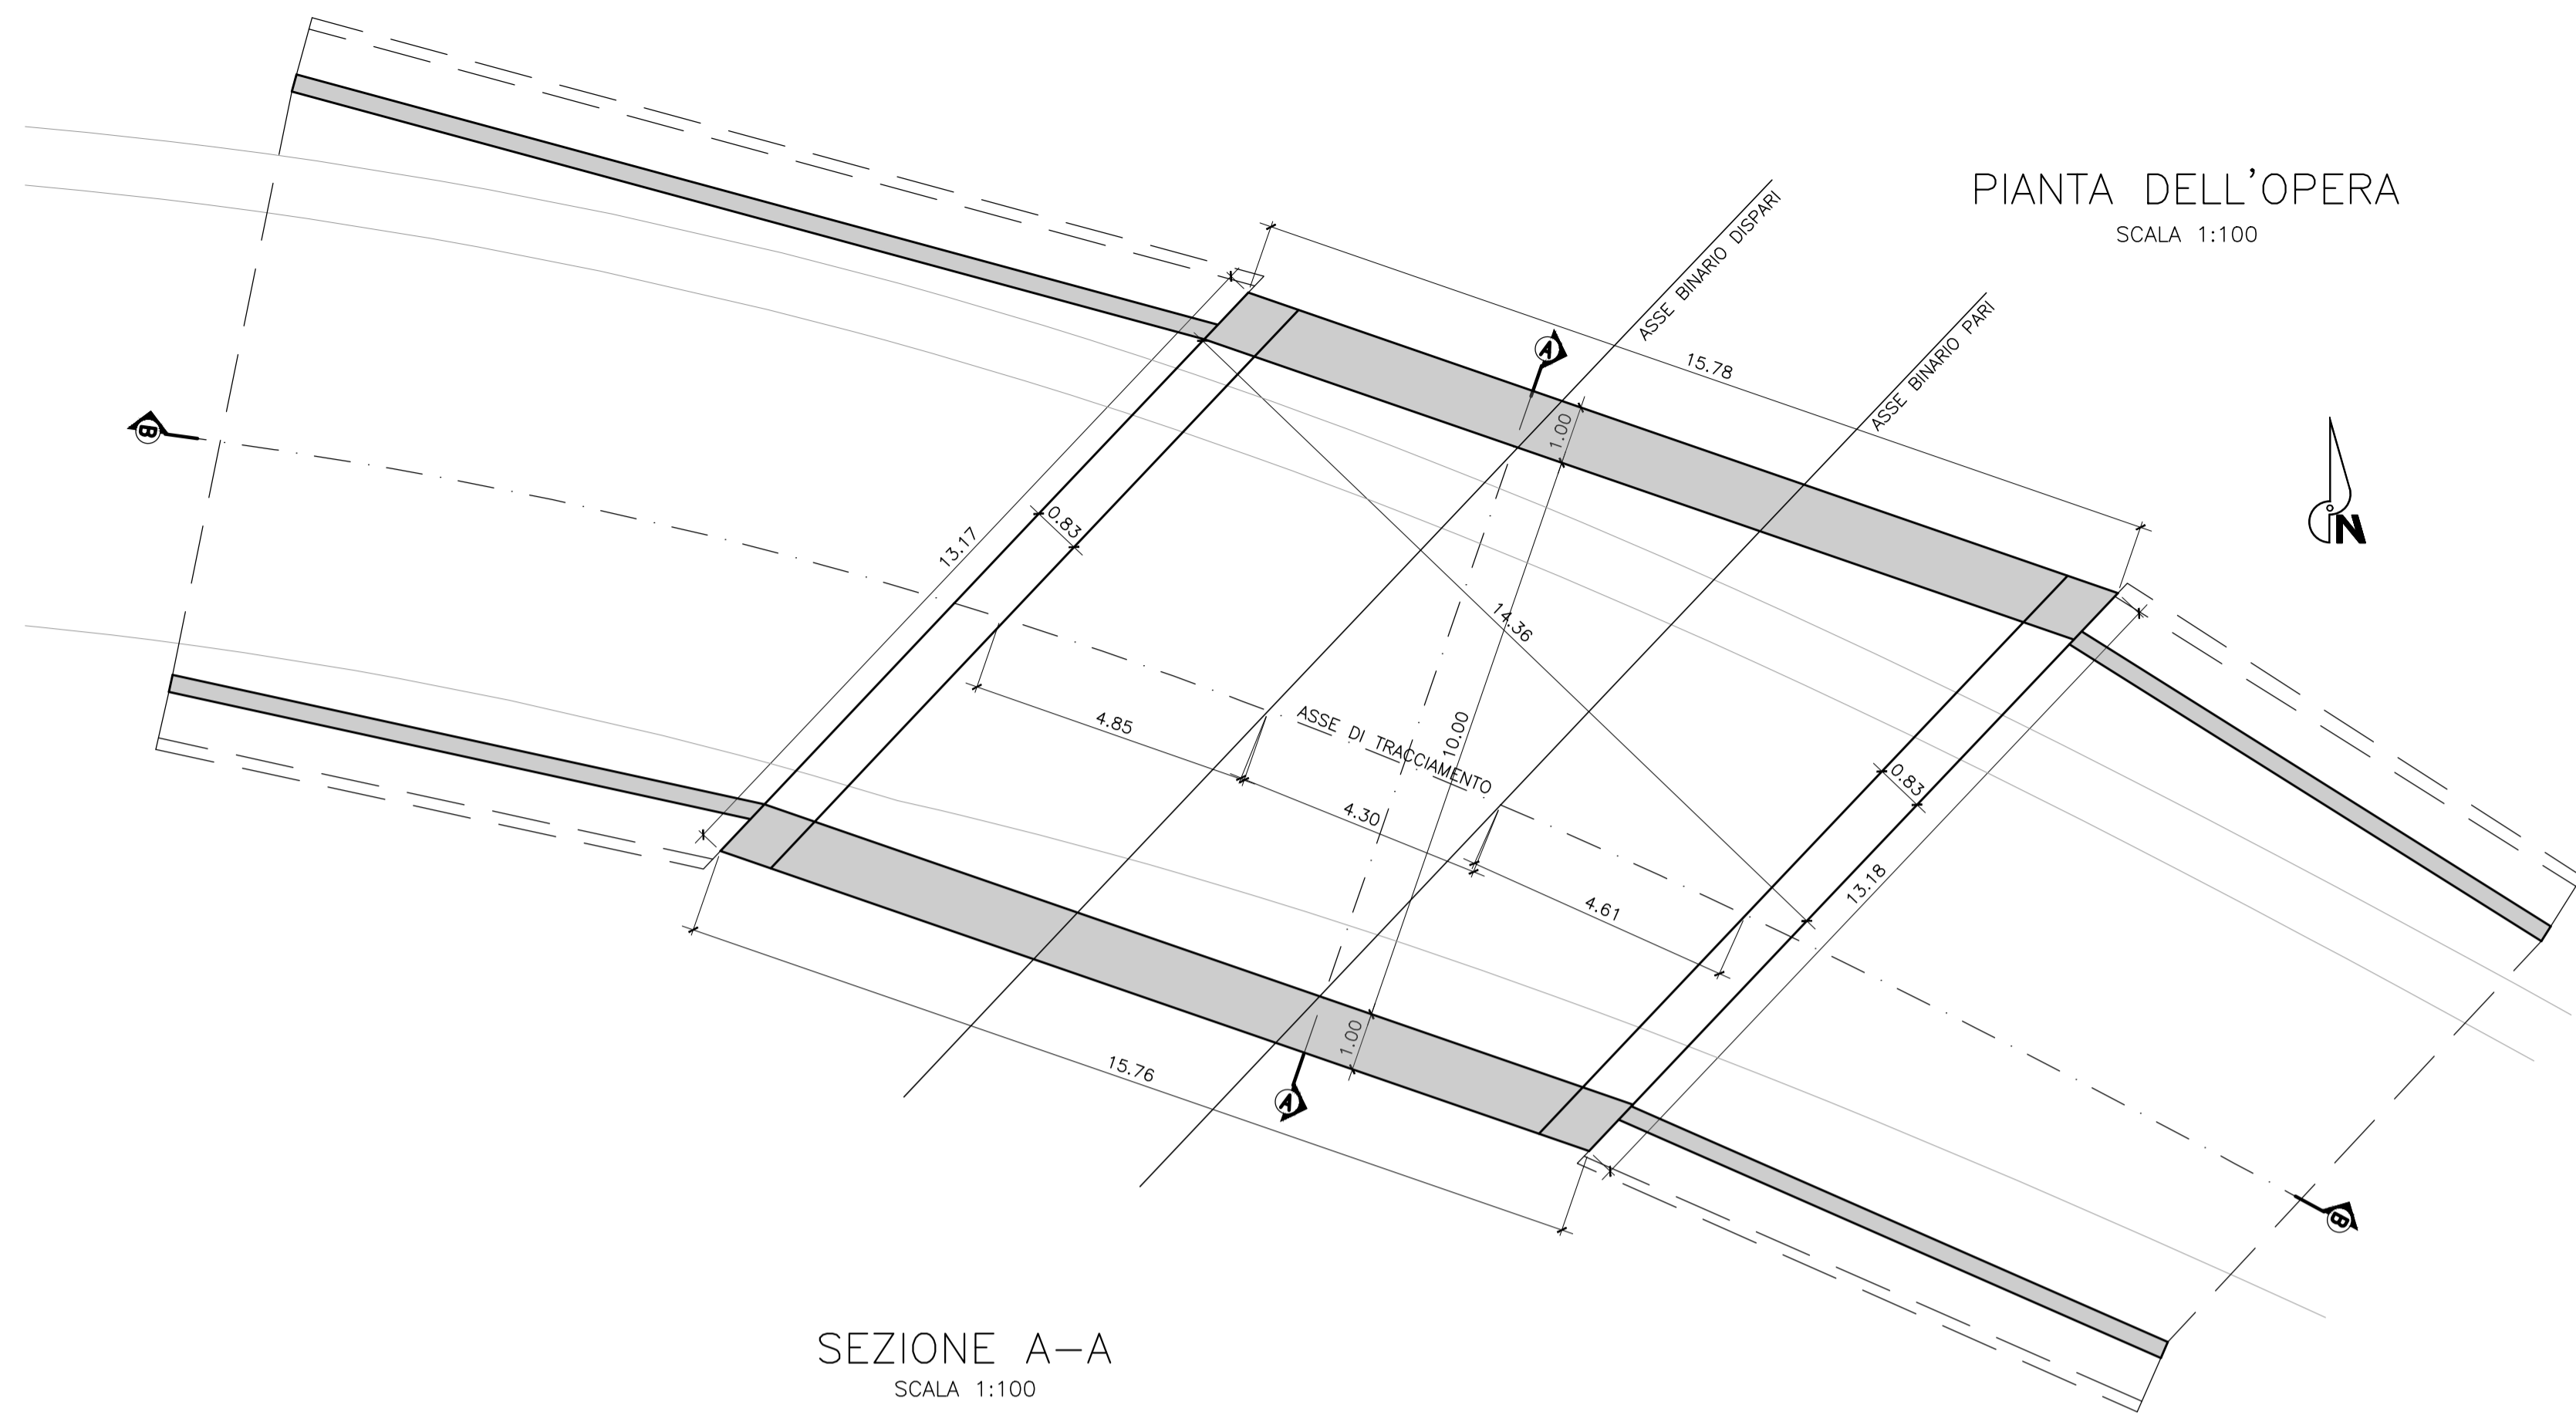 PIANTA DELL'OPERA
SCALA 1:100
ASSE BINARIO DISPARI
ASSE BINARIO PARI
A
15.78
1.00
N
B
0.83
13.17
14.36
10.00
ASSE DI TRACCIAMENTO
4.85
4.30
4.61
0.83
13.18
1.00
A
15.76
B
SEZIONE A-A
SCALA 1:100